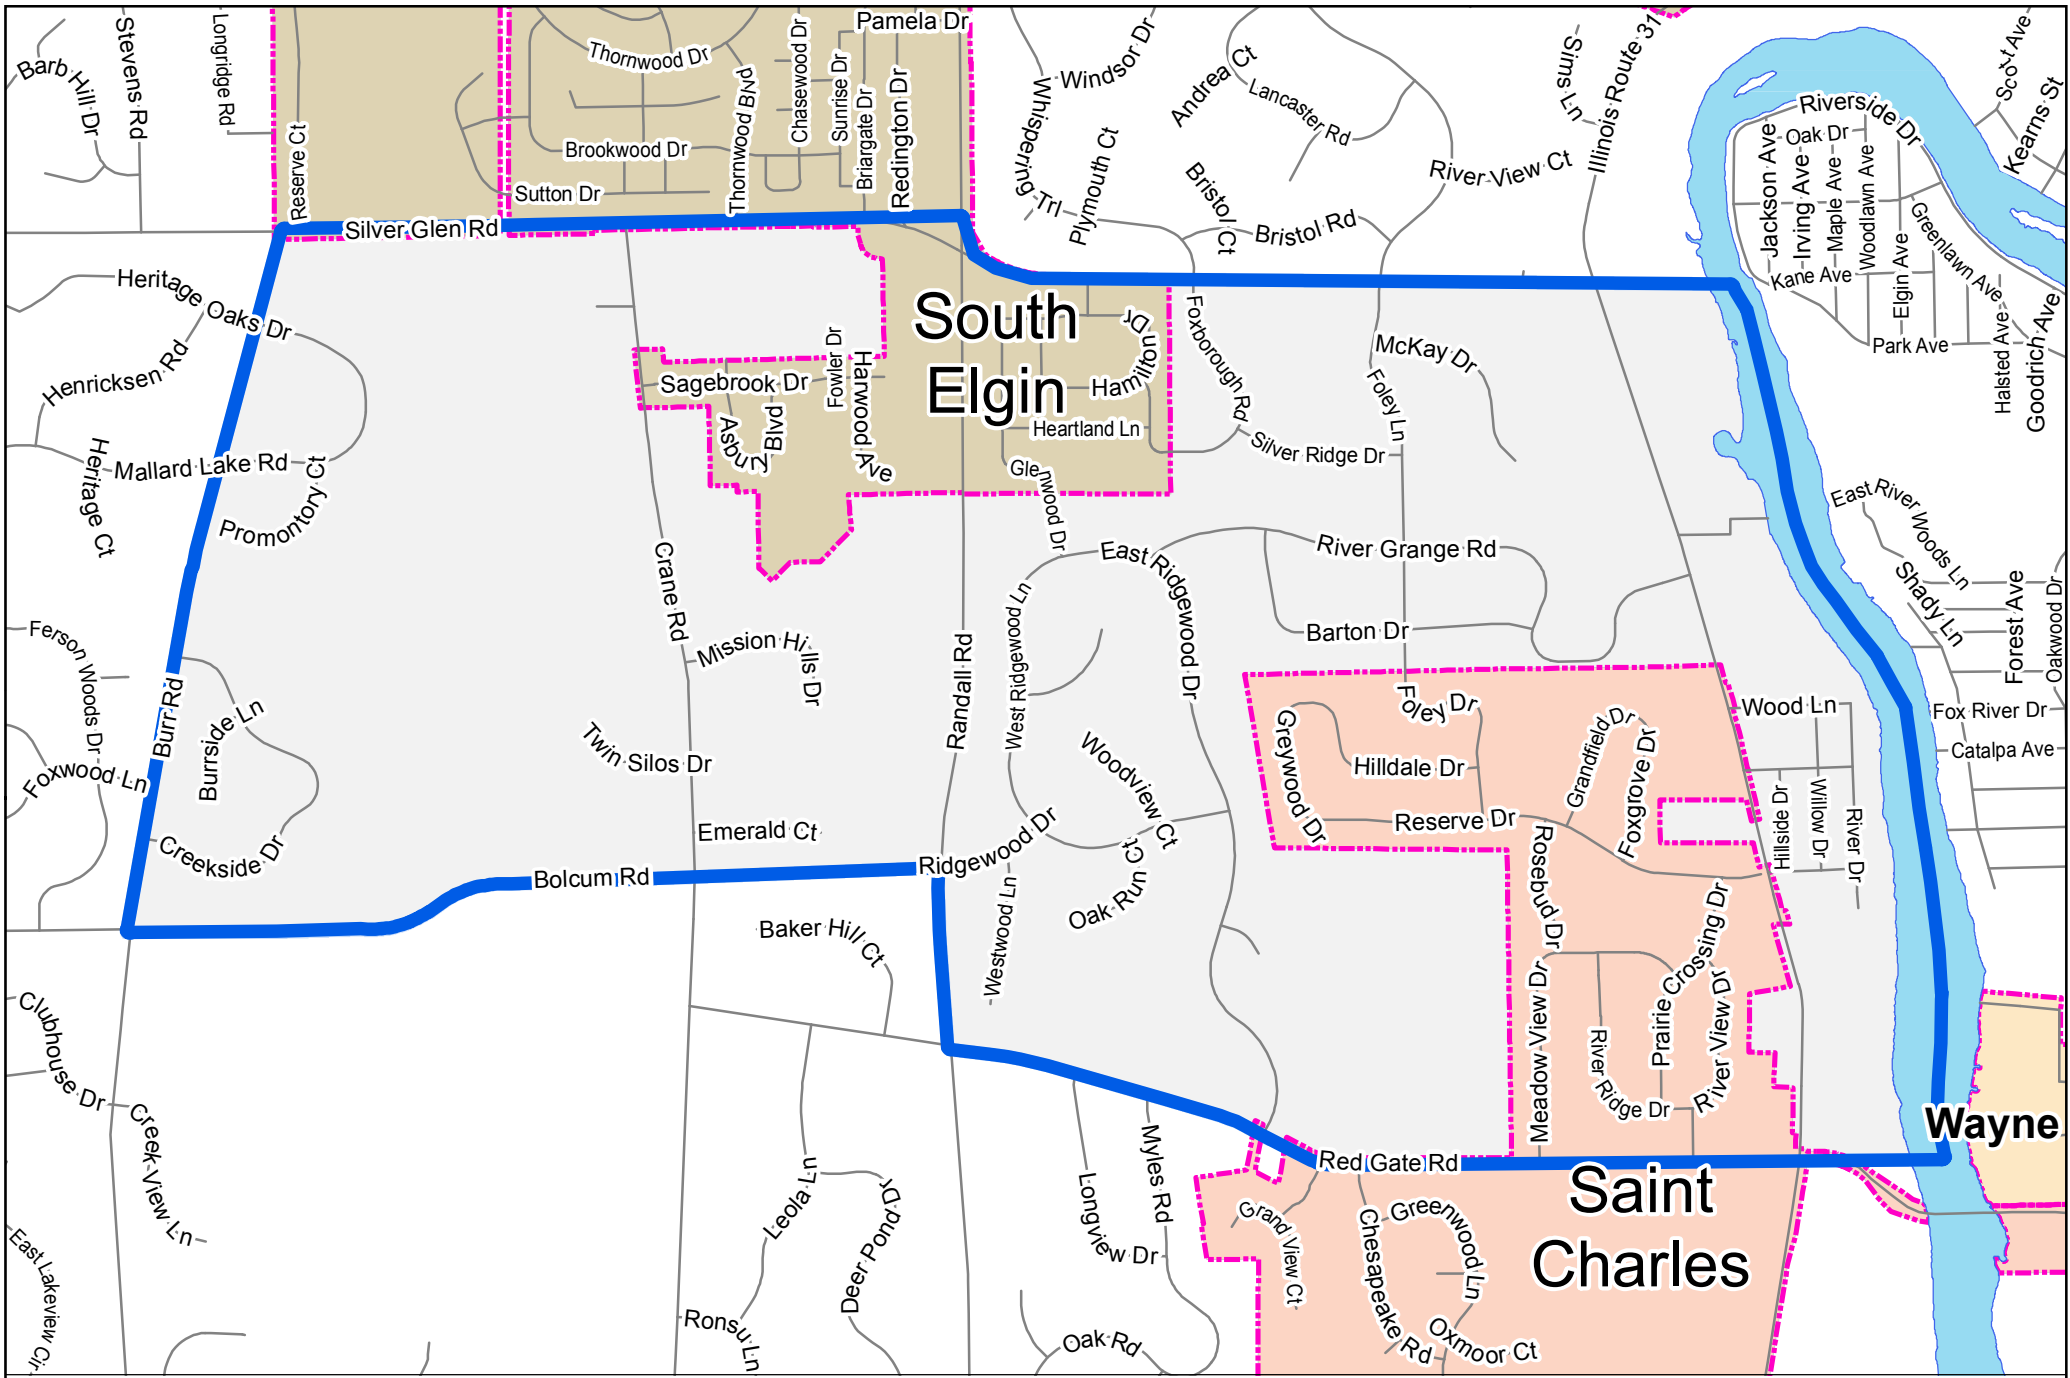 Stevens Rd
Barb Hill Dr
Longridge Rd
Reserve Ct
Thornwood Dr
Thornwood Blvd
Chasewood Dr
Sunrise Dr
Briargate Dr
Redington Dr
Pamela Dr
Brookwood Dr
Sutton Dr
Silver Glen Rd
Windsor Dr
Whispering Trl
Plymouth Ct
Andrea Ct
Lancaster Rd
Bristol Ct
Bristol Rd
River View Ct
Sims Ln
Illinois Route 31
Riverside Dr
Oak Dr
Jackson Ave
Irving Ave
Maple Ave
Woodlawn Ave
Elgin Ave
Greenlawn Ave
Kane Ave
Park Ave
Halsted Ave
Goodrich Ave
Scott Ave
Kearns St
Heritage Oaks Dr
Henricksen Rd
Heritage Ct
Mallard Lake Rd
Promontory Ct
South
Elgin
Sagebrook Dr
Asbury Blvd
Fowler Dr
Harwood Ave
Hamilton Dr
Heartland Ln
Glenwood Dr
Foxborough Rd
Silver Ridge Dr
Foley Ln
McKay Dr
East River Woods Ln
Shady Ln
Forest Ave
Oakwood Dr
Fox River Dr
Catalpa Ave
Crane Rd
Mission Hills Dr
Twin Silos Dr
Emerald Ct
Randall Rd
West Ridgewood Ln
East Ridgewood Dr
River Grange Rd
Barton Dr
Ferson Woods Dr
Foxwood Ln
Burr Rd
Burrside Ln
Creekside Dr
Bolcum Rd
Ridgewood Dr
Woodview Ct
Oak Run Ct
Westwood Ln
Baker Hill Ct
Foley Dr
Greywood Dr
Hilldale Dr
Reserve Dr
Grandfield Dr
Foxgrove Dr
Rosebud Dr
Wood Ln
Hillside Dr
Willow Dr
River Dr
Meadow View Dr
Prairie Crossing Dr
River View Dr
River Ridge Dr
Wayne
Red Gate Rd
Saint
Charles
Clubhouse Dr
Creek View Ln
East Lakeview Cir
Leola Ln
Deer Pond Dr
Ronsu Ln
Longview Dr
Myles Rd
Oak Rd
Grand View Ct
Chesapeake Rd
Greenwood Ln
Oxmoor Ct